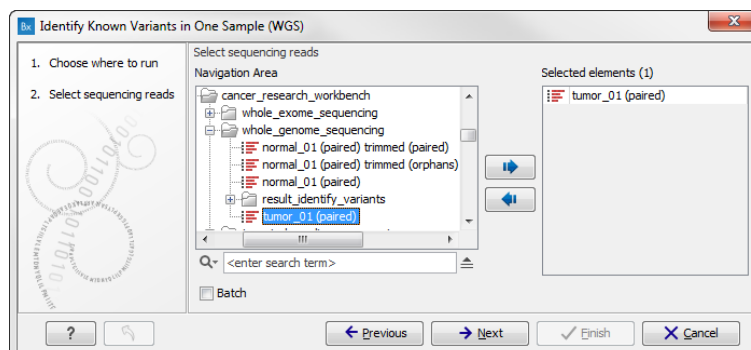 Bx Identify Known Variants in One Sample (WGS)
X
1. Choose where to run
2. Select sequencing reads
Select sequencing reads
Navigation Area
cancer_research_workbench
whole_exome_sequencing
whole_genome_sequencing
normal_01 (paired) trimmed (paired)
normal_01 (paired) trimmed (orphans)
normal_01 (paired)
result_identify_variants
tumor_01 (paired)
<enter search term>
Batch
Selected elements (1)
tumor_01 (paired)
?
Previous
Next
Finish
Cancel